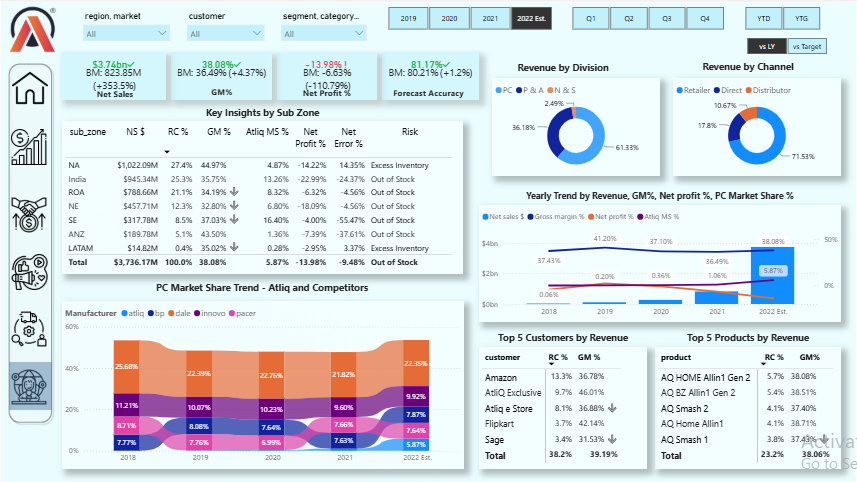 region, market
customer
segment, category...
All
All
All
2019
2020
2021
2022 Est.
Q1
Q2
Q3
Q4
YTD
YTG
vs LY
vs Target
$3.74bn✓
BM: 823.85M
(+353.5%)
Net Sales
38.08%✓
BM: 36.49% (+4.37%)
GM%
-13.98% !
BM: -6.63%
(-110.79%)
Net Profit %
81.17%✓
BM: 80.21% (+1.2%)
Forecast Accuracy
Key Insights by Sub Zone
sub_zone NS $ RC % GM % Atliq MS % Net Profit % Net Error % Risk
NA $1,022.09M 27.4% 44.97% 4.87% -14.22% 14.35% Excess Inventory
India $945.34M 25.3% 35.75% 13.26% -22.99% -24.37% Out of Stock
ROA $788.66M 21.1% 34.19% 8.32% -6.32% -4.56% Out of Stock
NE $457.71M 12.3% 32.80% 6.80% -18.09% -4.56% Out of Stock
SE $317.78M 8.5% 37.03% 16.40% -4.00% -55.47% Out of Stock
ANZ $189.78M 5.1% 43.50% 1.36% -7.39% -37.61% Out of Stock
LATAM $14.82M 0.4% 35.02% 0.28% -2.95% 3.37% Excess Inventory
Total $3,736.17M 100.0% 38.08% 5.87% -13.98% -9.48% Out of Stock
Revenue by Division
PC P & A N & S
2.49%
36.18%
61.33%
Revenue by Channel
Retailer Direct Distributor
10.67%
17.8%
71.53%
Yearly Trend by Revenue, GM%, Net profit %, PC Market Share %
Net sales $ Gross margin % Net profit % Atliq MS %
$4bn
$2bn
$0bn
50%
0%
37.43%
41.20%
37.10%
36.49%
38.08%
0.06%
0.20%
0.36%
1.06%
5.87%
2018 2019 2020 2021 2022 Est.
PC Market Share Trend - Atliq and Competitors
Manufacturer atliq bp dale innovo pacer
60%
40%
20%
0%
25.68% 22.39% 22.76% 21.82% 22.35%
11.21% 10.07% 10.23% 9.60% 9.92%
8.71% 8.08% 7.64% 7.66% 7.87%
7.77% 7.76% 6.99% 7.63% 7.64%
5.87%
2018 2019 2020 2021 2022 Est.
Top 5 Customers by Revenue
customer RC % GM %
Amazon 13.3% 36.78%
AtliQ Exclusive 9.7% 46.01%
Atliq e Store 8.1% 36.88%
Flipkart 3.7% 42.14%
Sage 3.4% 31.53%
Total 38.2% 39.19%
Top 5 Products by Revenue
product RC % GM%
AQ HOME Allin1 Gen 2 5.7% 38.08%
AQ BZ Allin1 Gen 2 5.4% 38.51%
AQ Smash 2 4.1% 37.40%
AQ Home Allin1 4.1% 38.71%
AQ Smash 1 3.8% 37.43%
Total 23.2% 38.06%
Activat
Go to Se